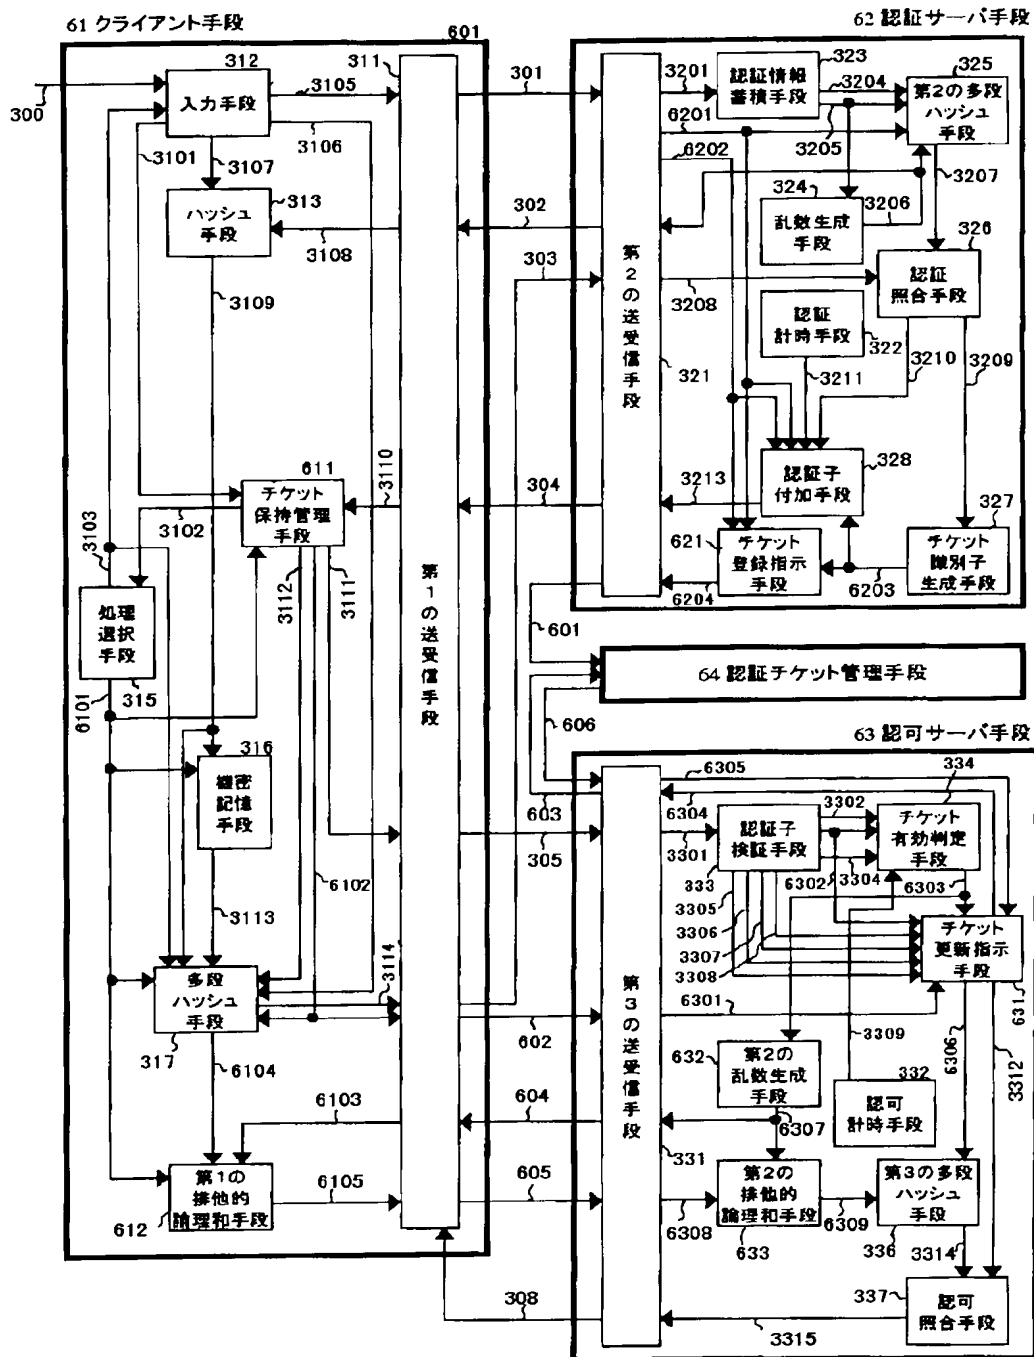 61 クライアント手段
601
62 認証サーバ手段
300
312
入力手段
3105
3101
3107
3106
311
301
3201
323
認証情報
蓄積手段
3204
325
第2の多段
ハッシュ
手段
6201
3205
6202
3207
313
ハッシュ
手段
3108
302
324
乱数生成
手段
3206
326
認証
照合手段
3109
303
第2の送受信手段
3208
認証
計時手段
322
3210
3209
321
3211
611
チケット
保持管理
手段
3110
304
3213
認証子
付加手段
328
327
チケット
識別子
生成手段
3103
3102
3112
3111
621
チケット
登録指示
手段
6204
6203
処理
選択
手段
315
6101
第1の送受信手段
601
64 認証チケット管理手段
606
63 認可サーバ手段
316
機密
記憶
手段
6305
334
603
6304
3302
305
3301
認証子
検証手段
チケット
有効判定
手段
6302
3304
333
6303
6102
3305
3306
3307
3308
チケット
更新指示
手段
631
3113
3114
多段
ハッシュ
手段
317
602
第3の送受信手段
6301
3309
6306
3312
6104
632
第2の
乱数生成
手段
332
認可
計時手段
6103
604
6307
331
第1の
排他的
論理和手段
612
6105
605
6308
第2の
排他的
論理和手段
633
6309
第3の多段
ハッシュ
手段
336
3314
308
337
認可
照合手段
3315